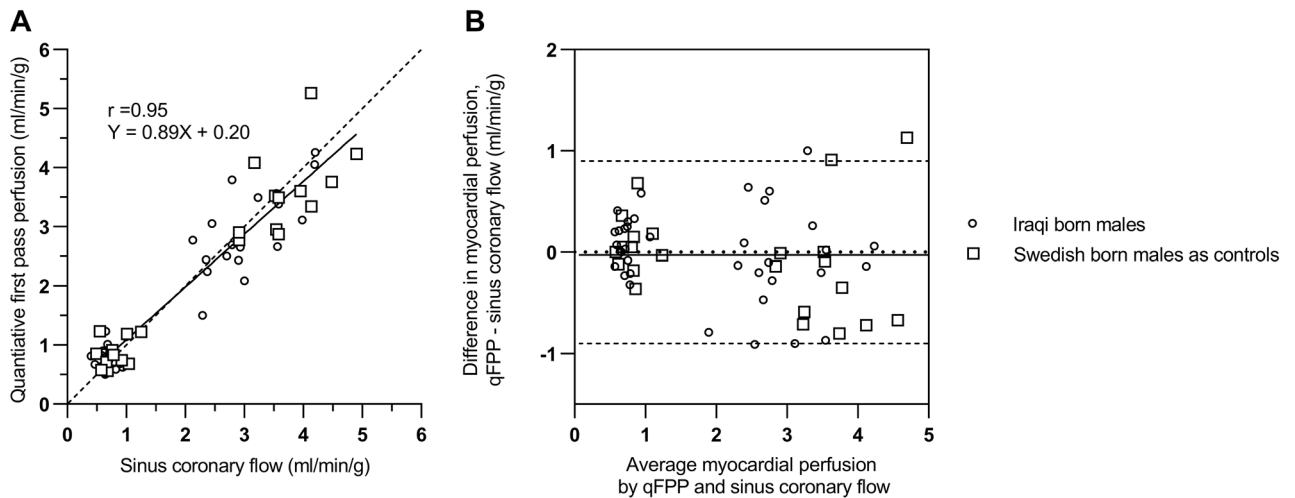 A
Quantiative first pass perfusion (ml/min/g)
6
5
4
3
2
1
0
r =0.95
Y = 0.89X + 0.20
0 1 2 3 4 5 6
Sinus coronary flow (ml/min/g)
B
Difference in myocardial perfusion,
qFPP - sinus coronary flow (ml/min/g)
2
1
0
-1
0 1 2 3 4 5
Average myocardial perfusion
by qFPP and sinus coronary flow
Iraqi born males
Swedish born males as controls